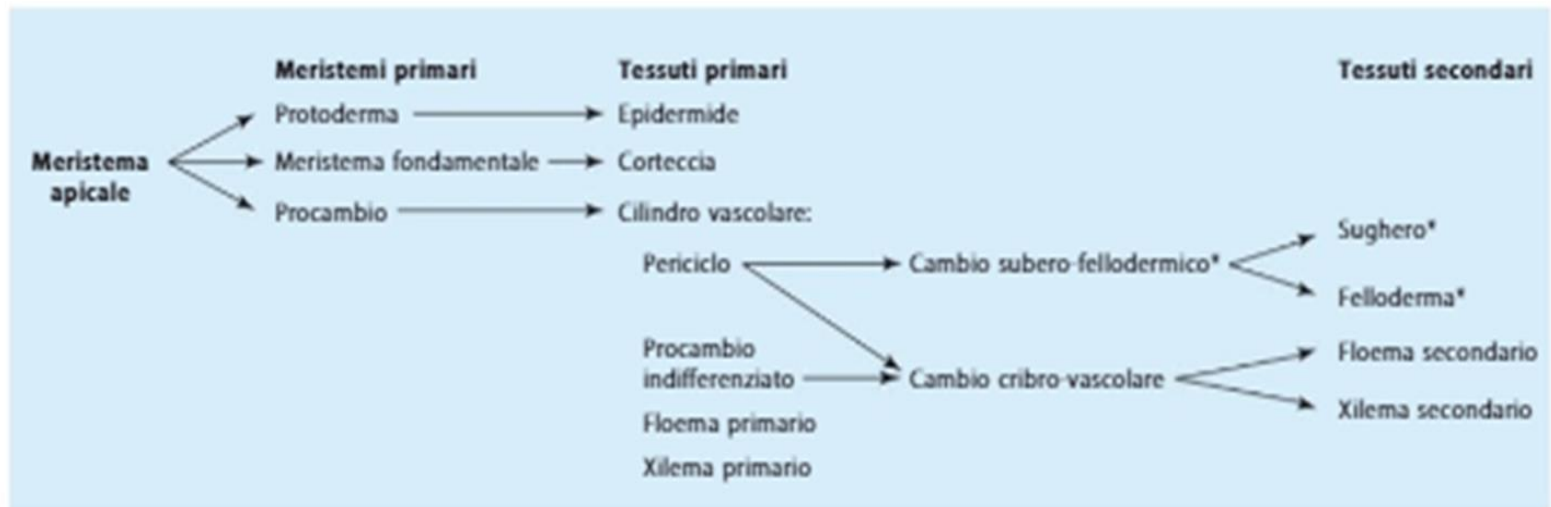 Meristemi primari Tessuti primari Tessuti secondari
Protoderma Epidermide
Meristema apicale
Meristema fondamentale Corteccia
Procambio Cilindro vascolare:
Sughero*
Periciclo Cambio subero-fellodermico*
Felloderma*
Procambio indifferenziato
Floema secondario
Cambio cribro-vascolare
Xilema secondario
Floema primario
Xilema primario